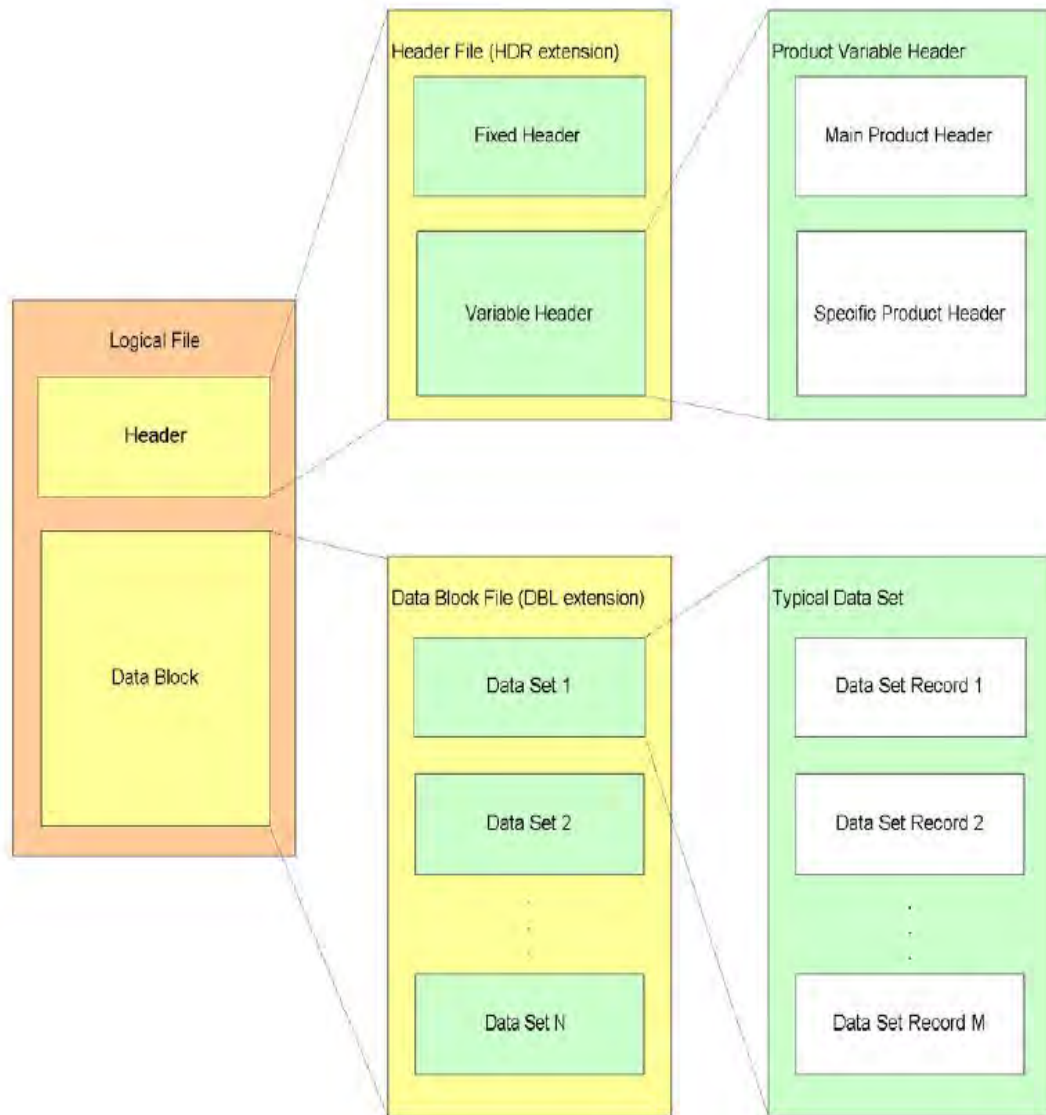 Logical File
Header
Data Block
Header File (HDR extension)
Fixed Header
Variable Header
Product Variable Header
Main Product Header
Specific Product Header
Data Block File (DBL extension)
Data Set 1
Data Set 2
.
.
.
Data Set N
Typical Data Set
Data Set Record 1
Data Set Record 2
.
.
.
Data Set Record M